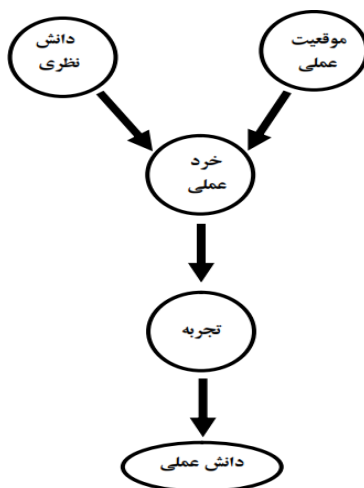 موقعیت
عملی
دانش
نظری
خرد
عملی
تجربه
دانش عملی